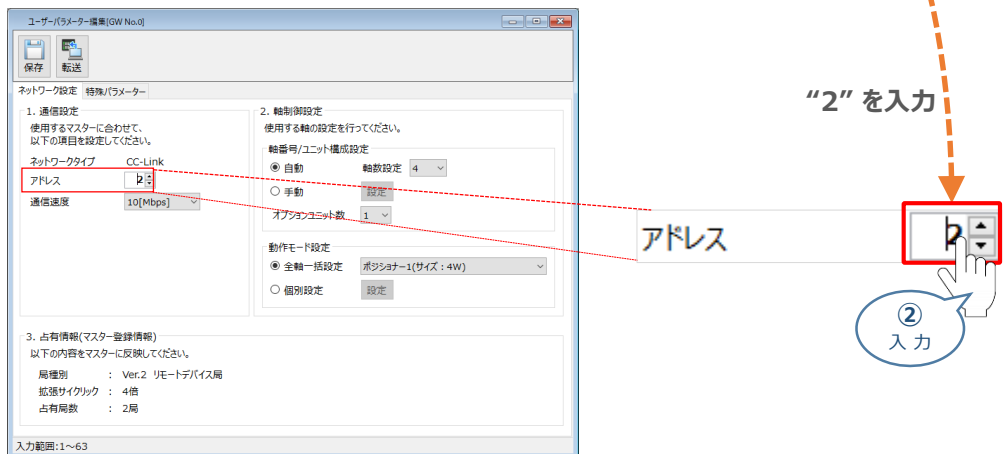 ユーザーパラメーター編集[GW No.0]
保存 転送
ネットワーク設定 特殊パラメーター
1. 通信設定
使用するマスターに合わせて、
以下の項目を設定してください。
ネットワークタイプ CC-Link
アドレス 2
通信速度 10[Mbps]
2. 軸制御設定
使用する軸の設定を行ってください。
軸番号/ユニット構成設定
自動 軸数設定 4
手動 設定
オプションユニット数 1
動作モード設定
全軸一括設定 ポジショナー1(サイズ：4W)
個別設定 設定
3. 占有情報(マスター登録情報)
以下の内容をマスターに反映してください。
局種別 : Ver.2 リモートデバイス局
拡張サイクリック : 4倍
占有局数 : 2局
入力範囲:1～63
“2” を入力
アドレス 2
②
入 力